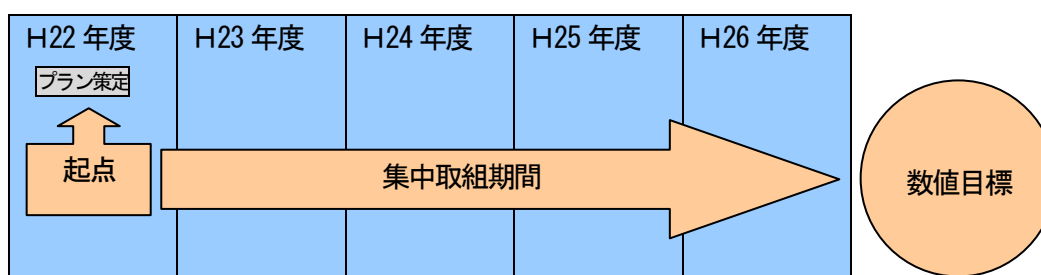 Ｈ22 年度
Ｈ23 年度
Ｈ24 年度
Ｈ25 年度
Ｈ26 年度
プラン策定
起点
集中取組期間
数値目標